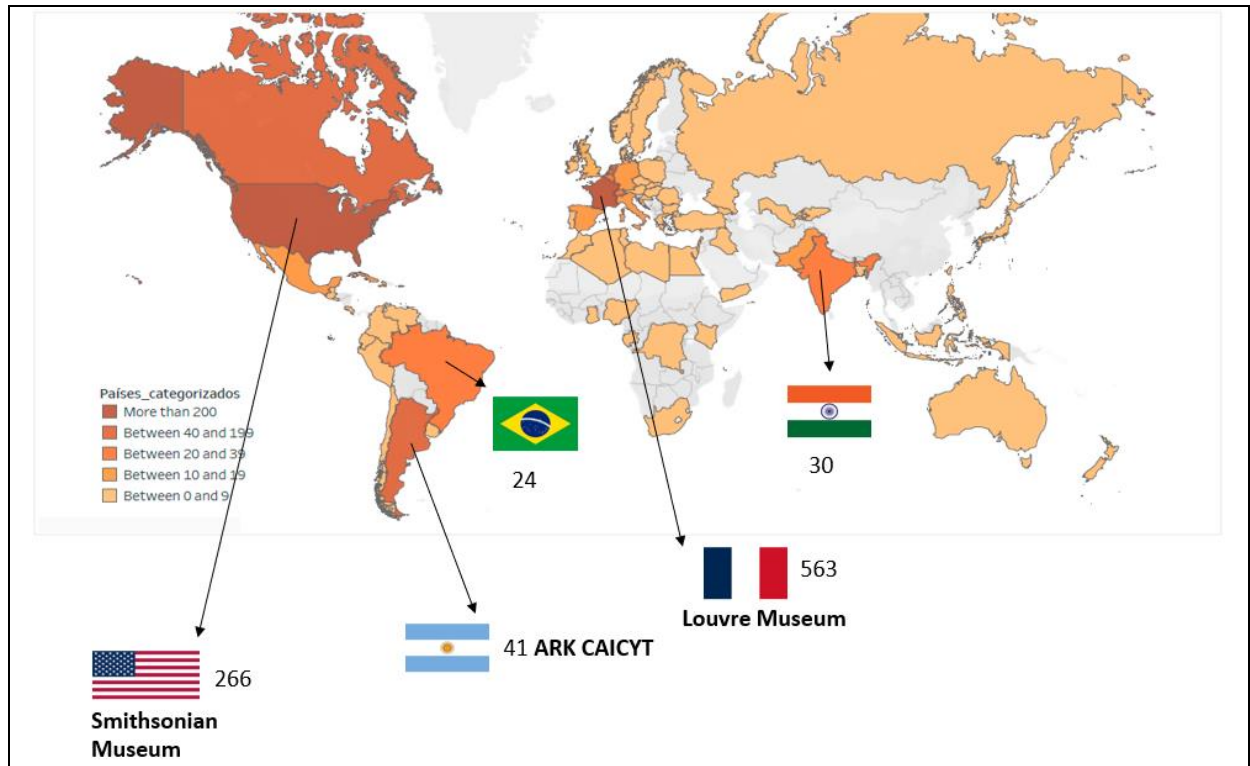 Países_categorizados
More than 200
Between 40 and 199
Between 20 and 39
Between 10 and 19
Between 0 and 9
24
30
563
Louvre Museum
41 ARK CAICYT
266
Smithsonian
Museum